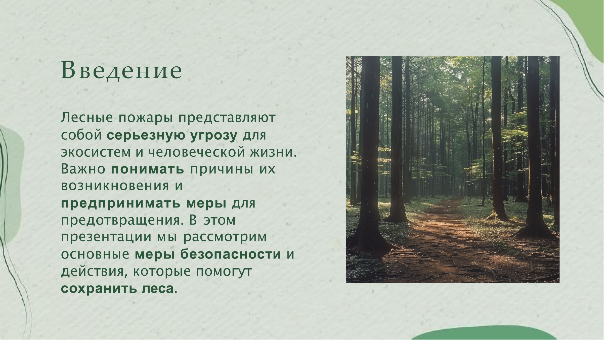 Введение
Лесные пожары представляют
собой серьезную угрозу для
экосистем и человеческой жизни.
Важно понимать причины их
возникновения и
предпринимать меры для
предотвращения. В этом
презентации мы рассмотрим
основные меры безопасности и
действия, которые помогут
сохранить леса.